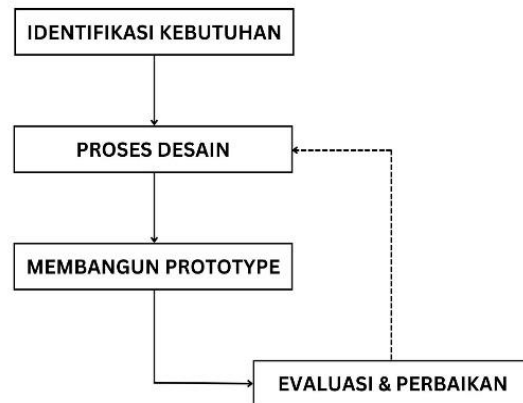 IDENTIFIKASI KEBUTUHAN
PROSES DESAIN
MEMBANGUN PROTOTYPE
EVALUASI & PERBAIKAN